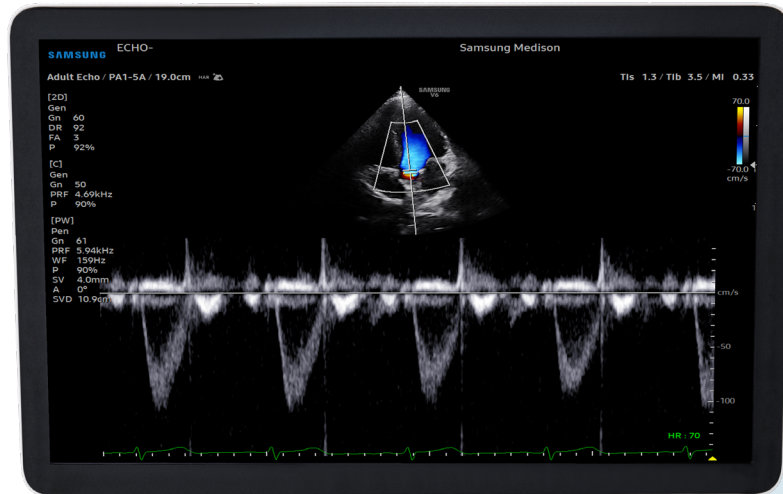 ECHO-
Samsung Medison
SAMSUNG
Adult Echo / PA1-5A / 19.0cm HAR
TIs 1.3 / TIb 3.5 / MI 0.33
[2D]
Gen
Gn 60
DR 92
FA 3
P 92%
SAMSUNG
V6
70.0
-70.0
cm/s
[C]
Gen
Gn 50
PRF 4.69kHz
P 90%
[PW]
Pen
Gn 61
PRF 5.94kHz
WF 159Hz
P 90%
SV 4.0mm
A 0°
SVD 10.9cm
cm/s
-50
-100
HR : 70